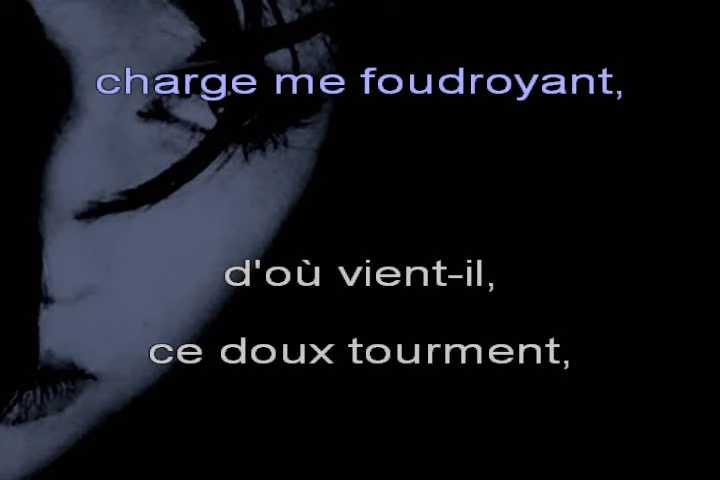 charge me foudroyant,
d'où vient-il,
ce doux tourment,